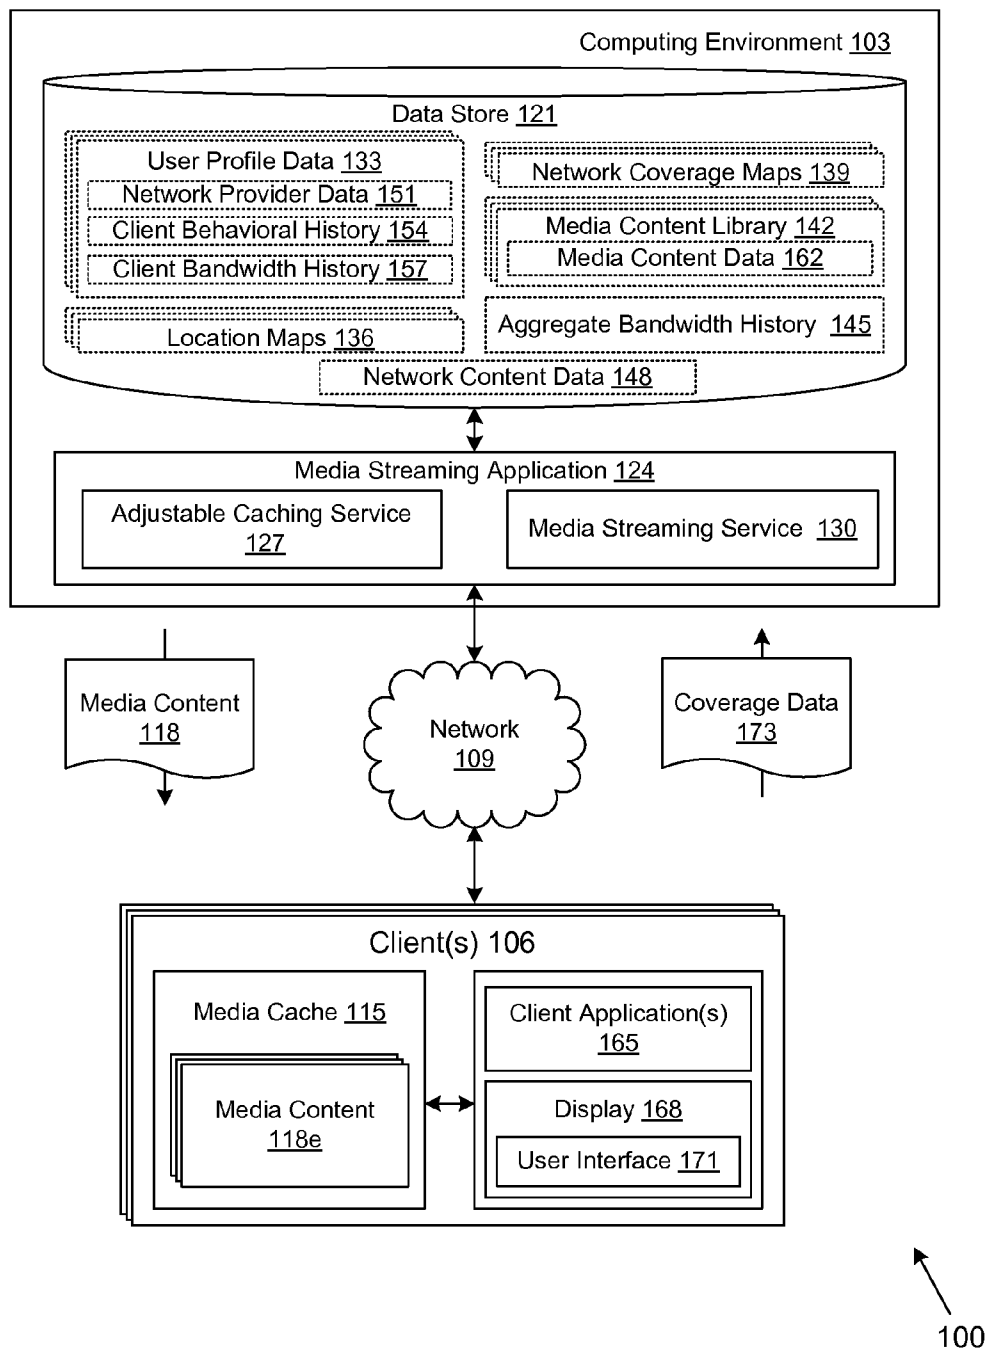 Computing Environment 103
Data Store 121
User Profile Data 133
Network Provider Data 151
Client Behavioral History 154
Client Bandwidth History 157
Location Maps 136
Network Coverage Maps 139
Media Content Library 142
Media Content Data 162
Aggregate Bandwidth History 145
Network Content Data 148
Media Streaming Application 124
Adjustable Caching Service
127
Media Streaming Service 130
Media Content
118
Network
109
Coverage Data
173
Client(s) 106
Media Cache 115
Media Content
118e
Client Application(s)
165
Display 168
User Interface 171
100